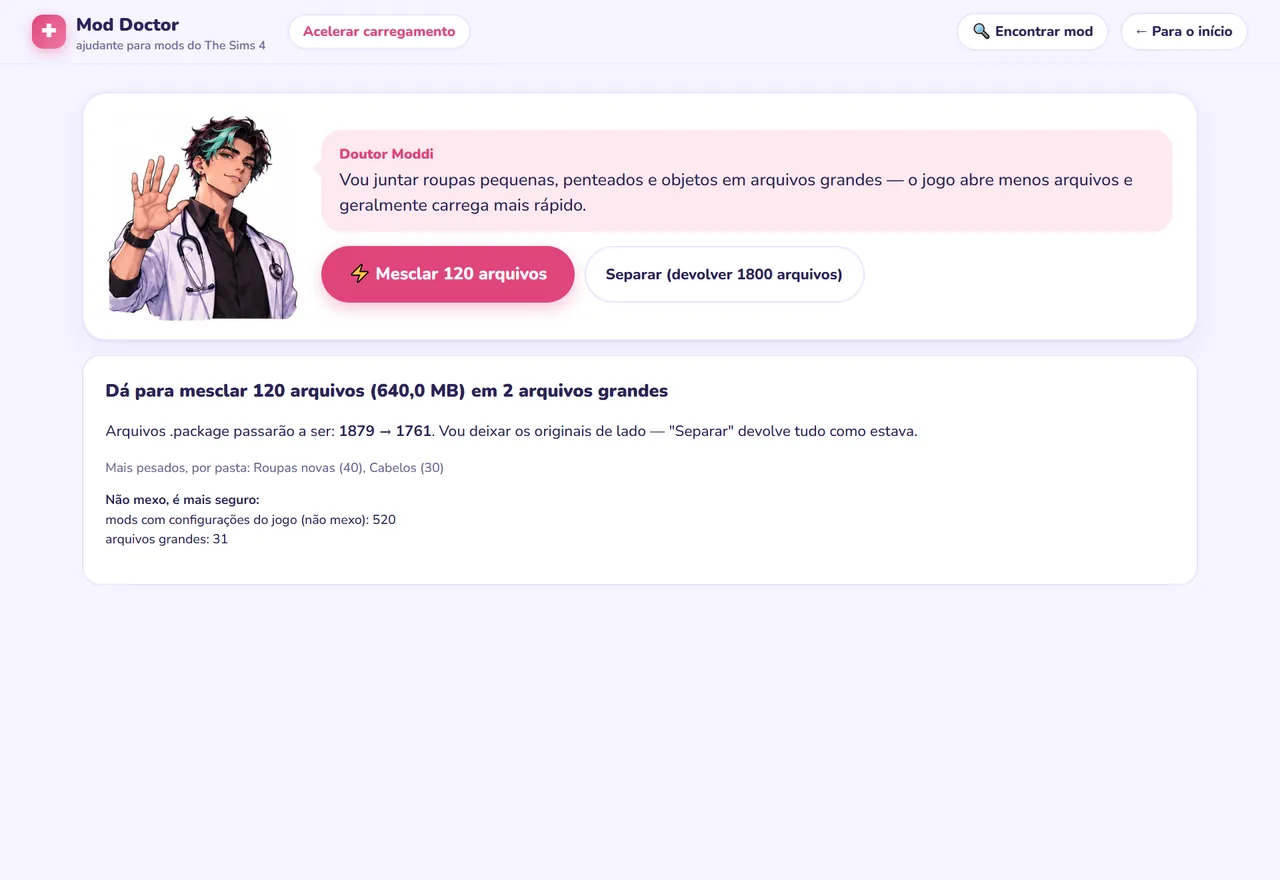 Mod Doctor
ajudante para mods do The Sims 4
Acelerar carregamento
Encontrar mod
← Para o início
Doutor Moddi
Vou juntar roupas pequenas, penteados e objetos em arquivos grandes — o jogo abre menos arquivos e
geralmente carrega mais rápido.
⚡ Mesclar 120 arquivos
Separar (devolver 1800 arquivos)
Dá para mesclar 120 arquivos (640,0 MB) em 2 arquivos grandes
Arquivos .package passarão a ser: 1879 → 1761. Vou deixar os originais de lado — "Separar" devolve tudo como estava.
Mais pesados, por pasta: Roupas novas (40), Cabelos (30)
Não mexo, é mais seguro:
mods com configurações do jogo (não mexo): 520
arquivos grandes: 31